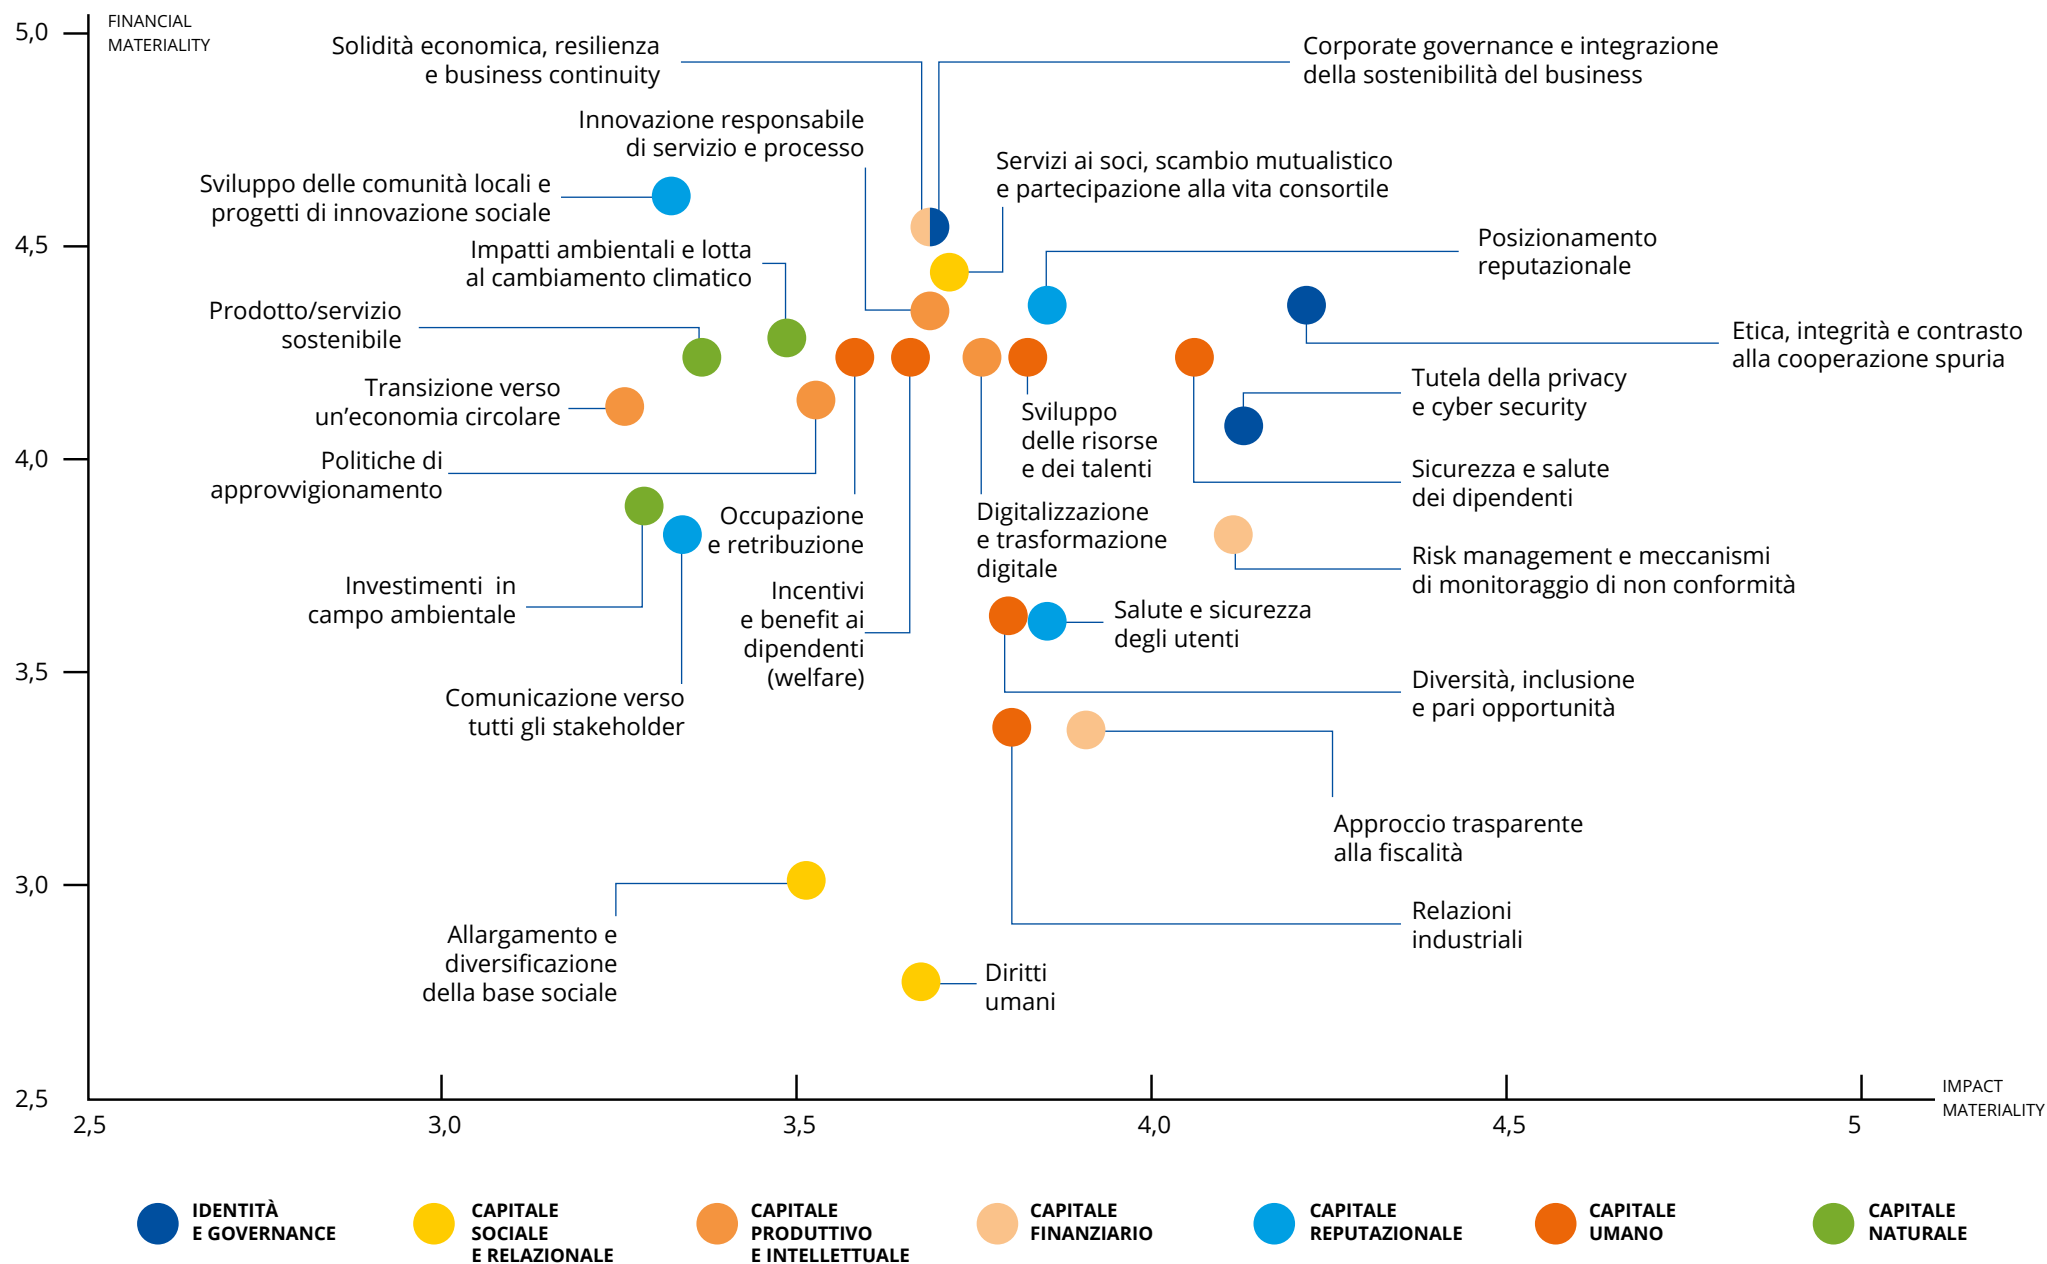 5,0
FINANCIAL
MATERIALITY
Solidità economica, resilienza
e business continuity
Corporate governance e integrazione
della sostenibilità del business
Innovazione responsabile
di servizio e processo
Servizi ai soci, scambio mutualistico
e partecipazione alla vita consortile
Sviluppo delle comunità locali e
progetti di innovazione sociale
4,5
Impatti ambientali e lotta
al cambiamento climatico
Posizionamento
reputazionale
Prodotto/servizio
sostenibile
Etica, integrità e contrasto
alla cooperazione spuria
Transizione verso
un'economia circolare
Tutela della privacy
e cyber security
Sviluppo
delle risorse
e dei talenti
4,0
Politiche di
approvvigionamento
Sicurezza e salute
dei dipendenti
Occupazione
e retribuzione
Digitalizzazione
e trasformazione
digitale
Risk management e meccanismi
di monitoraggio di non conformità
Investimenti in
campo ambientale
Incentivi
e benefit ai
dipendenti
(welfare)
Salute e sicurezza
degli utenti
3,5
Comunicazione verso
tutti gli stakeholder
Diversità, inclusione
e pari opportunità
Approccio trasparente
alla fiscalità
3,0
Allargamento e
diversificazione
della base sociale
Relazioni
industriali
Diritti
umani
2,5
IMPACT
MATERIALITY
2,5
3,0
3,5
4,0
4,5
5
IDENTITÀ
E GOVERNANCE
CAPITALE
SOCIALE
E RELAZIONALE
CAPITALE
PRODUTTIVO
E INTELLETTUALE
CAPITALE
FINANZIARIO
CAPITALE
REPUTAZIONALE
CAPITALE
UMANO
CAPITALE
NATURALE